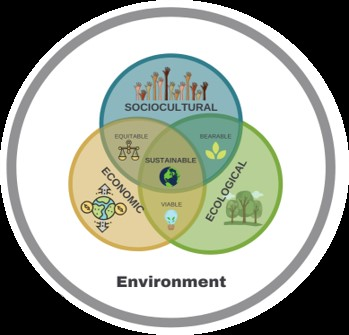 SOCIOCULTURAL
EQUITABLE
BEARABLE
SUSTAINABLE
ECONOMIC
ECOLOGICAL
VIABLE
Environment